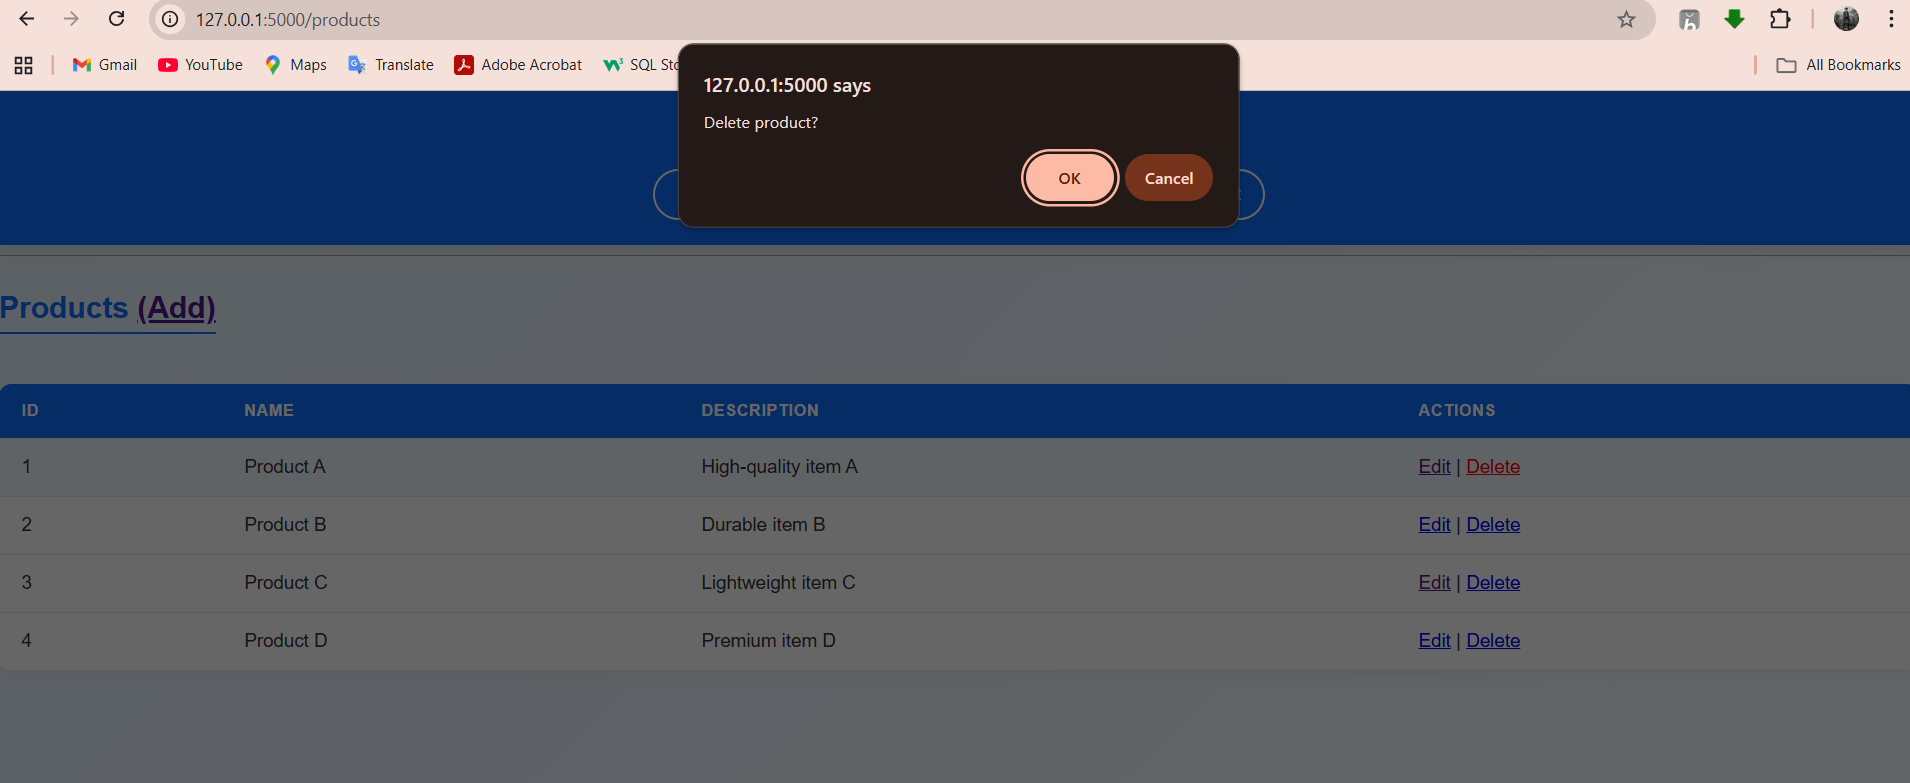 127.0.0.1:5000/products
Gmail YouTube Maps Translate Adobe Acrobat SQL All Bookmarks
127.0.0.1:5000 says
Delete product?
OK Cancel
Products (Add)
ID NAME DESCRIPTION ACTIONS
1 Product A High-quality item A Edit | Delete
2 Product B Durable item B Edit | Delete
3 Product C Lightweight item C Edit | Delete
4 Product D Premium item D Edit | Delete